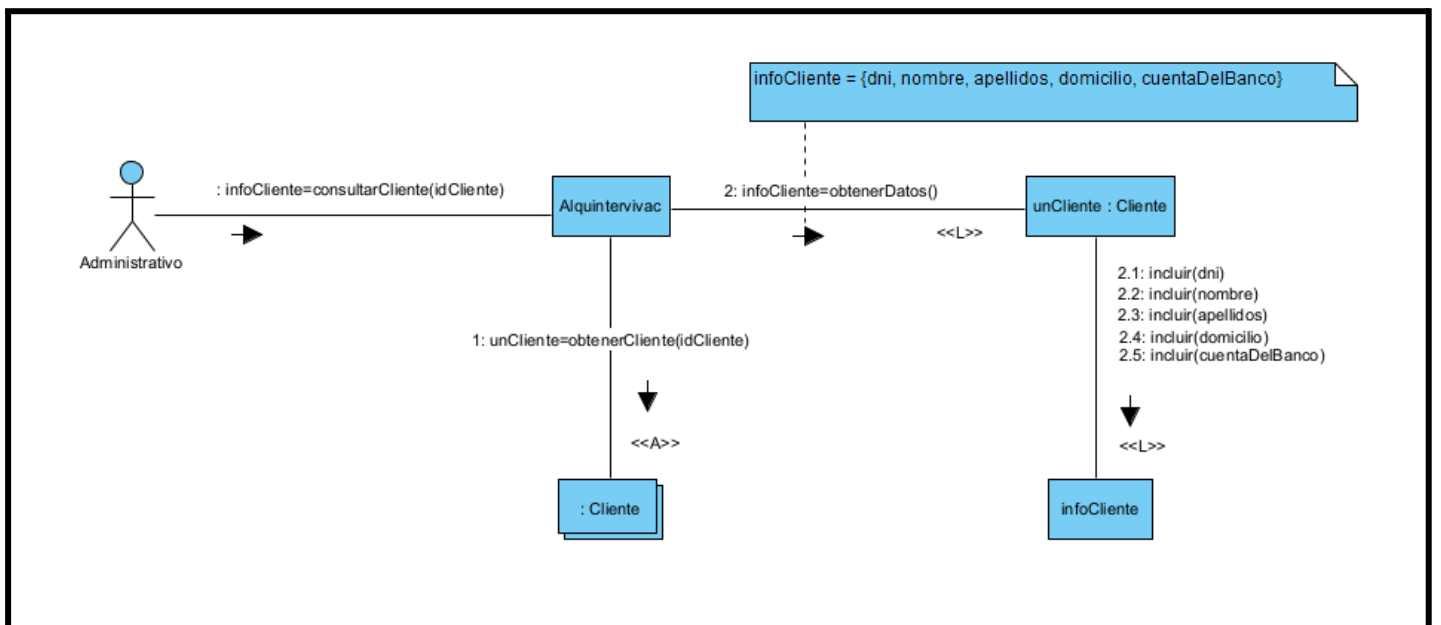 infoCliente = {dni, nombre, apellidos, domicilio, cuentaDelBanco}
: infoCliente=consultarCliente(idCliente)
Alquintervivac
2: infoCliente=obtenerDatos()
unCliente : Cliente
<<L>>
Administrativo
2.1: incluir(dni)
2.2: incluir(nombre)
2.3: incluir(apellidos)
2.4: incluir(domicilio)
2.5: incluir(cuentaDelBanco)
1: unCliente=obtenerCliente(idCliente)
<<A>>
<<L>>
: Cliente
infoCliente